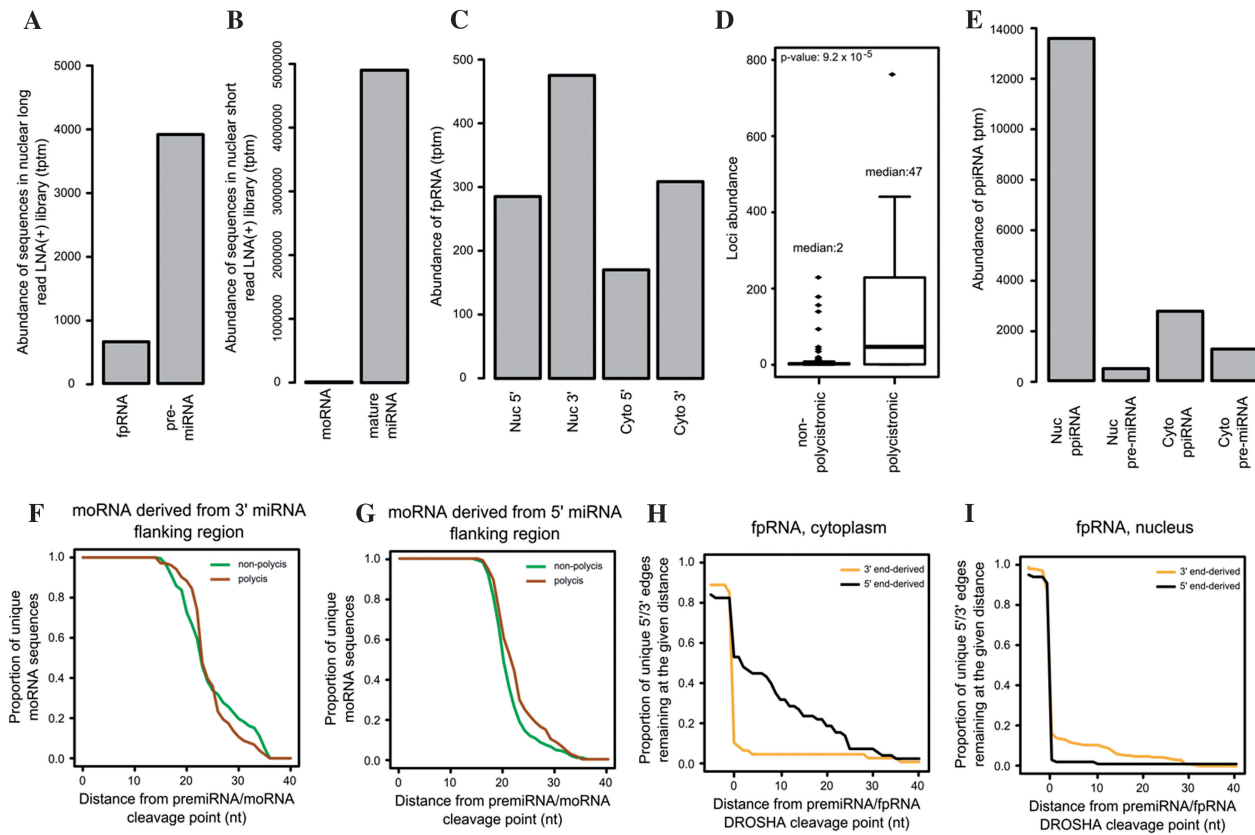 A
Abundance of sequences in nuclear long
read LNA(+) library (tptm)
5000
4000
3000
2000
1000
0
fpRNA
pre-
miRNA
B
Abundance of sequences in nuclear short
read LNA(+) library (tptm)
5000000
4000000
3000000
2000000
1000000
0
moRNA
mature
miRNA
C
Abundance of fpRNA (tptm)
500
400
300
200
100
0
Nuc 5'
Nuc 3'
Cyto 5'
Cyto 3'
D
Loci abundance
800
600
400
200
0
p-value: 9.2 x 10-5
median:2
median:47
non-
polycistronic
polycistronic
E
Abundance of ppiRNA tptm)
14000
12000
10000
8000
6000
4000
2000
0
Nuc
ppiRNA
Nuc
pre-miRNA
Cyto
ppiRNA
Cyto
pre-miRNA
F
moRNA derived from 3' miRNA
flanking region
Proportion of unique
moRNA sequences
1.0
0.8
0.6
0.4
0.2
0.0
non-polycis
polycis
0 10 20 30 40
Distance from premiRNA/moRNA
cleavage point (nt)
G
moRNA derived from 5' miRNA
flanking region
Proportion of unique
moRNA sequences
1.0
0.8
0.6
0.4
0.2
0.0
non-polycis
polycis
0 10 20 30 40
Distance from premiRNA/moRNA
cleavage point (nt)
H
fpRNA, cytoplasm
Proportion of unique 5'/3' edges
remaining at the given distance
1.0
0.8
0.6
0.4
0.2
0.0
3' end-derived
5' end-derived
0 10 20 30 40
Distance from premiRNA/fpRNA
DROSHA cleavage point (nt)
I
fpRNA, nucleus
Proportion of unique 5'/3' edges
remaining at the given distance
1.0
0.8
0.6
0.4
0.2
0.0
3' end-derived
5' end-derived
0 10 20 30 40
Distance from premiRNA/fpRNA
DROSHA cleavage point (nt)